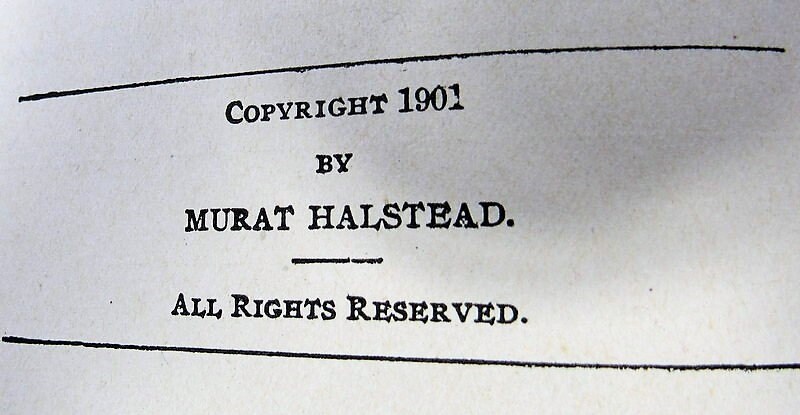 COPYRIGHT 1901
BY
MURAT HALSTEAD.
ALL RIGHTS RESERVED.